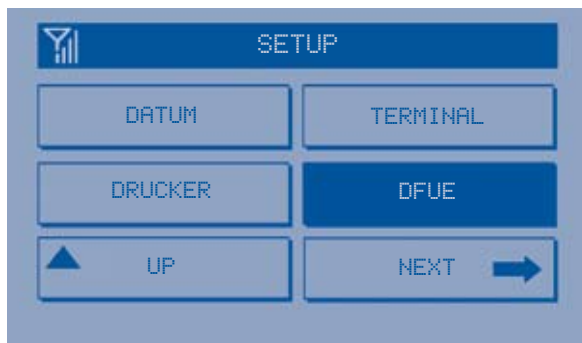 SETUP
DATUM
TERMINAL
DRUCKER
DFUE
UP
NEXT